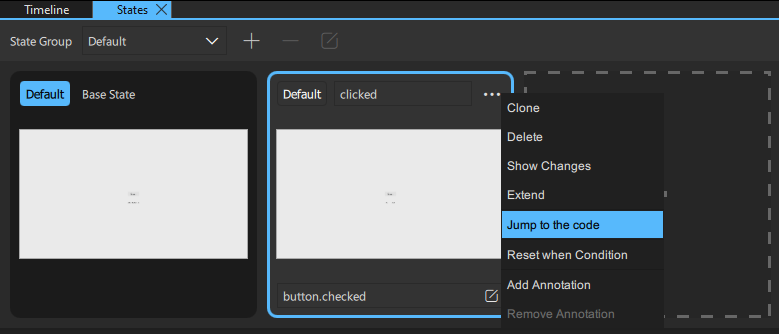 Timeline States
State Group Default
Default Base State
Default clicked
Clone
Delete
Show Changes
Extend
Jump to the code
Reset when Condition
Add Annotation
Remove Annotation
button.checked